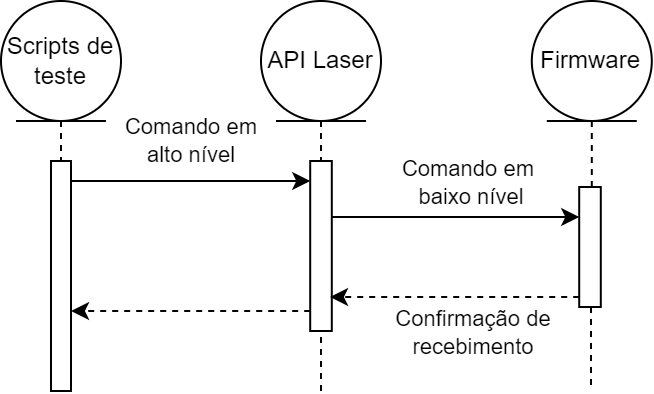 Scripts de
teste
API Laser
Firmware
Comando em
alto nível
Comando em
baixo nível
Confirmação de
recebimento